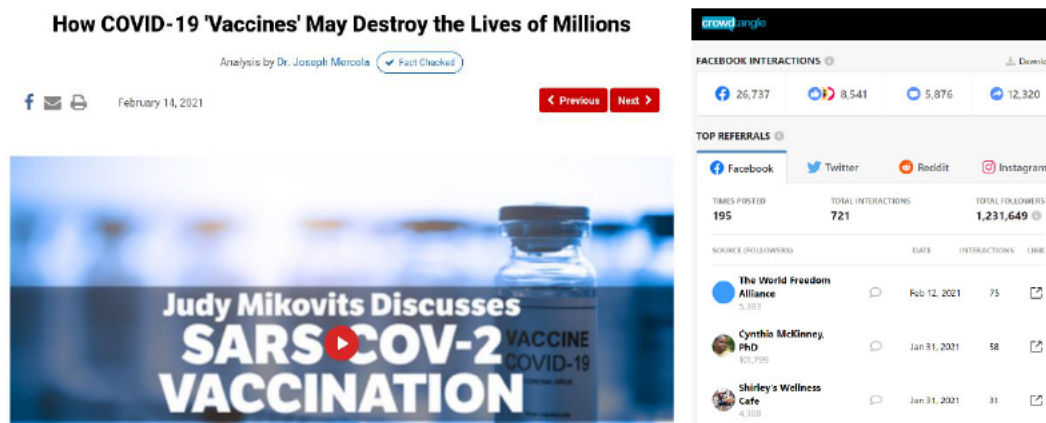 How COVID-19 'Vaccines' May Destroy the Lives of Millions
Analysis by Dr. Joseph Mercola ✔ Fact Checked
February 14, 2021
Previous Next
Judy Mikovits Discusses
SARS-COV-2
VACCINATION
VACCINE
COVID-19
crowdtangle
FACEBOOK INTERACTIONS
26,737 8,541 5,876 12,320
TOP REFERRALS
Facebook Twitter Reddit Instagram
TIMES POSTED TOTAL INTERACTIONS TOTAL FOLLOWERS
195 721 1,231,649
SOURCE (FOLLOWERS) DATE INTERACTIONS LINK
The World Freedom
Alliance Feb 12, 2021 75
5,383
Cynthia McKinney,
PhD Jan 31, 2021 58
101,799
Shirley's Wellness
Cafe Jan 31, 2021 31
4,308